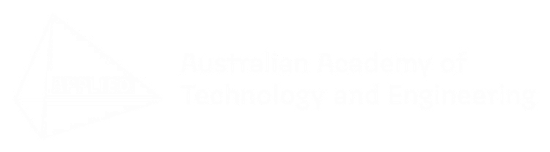 Australian Academy of
Technology and Engineering